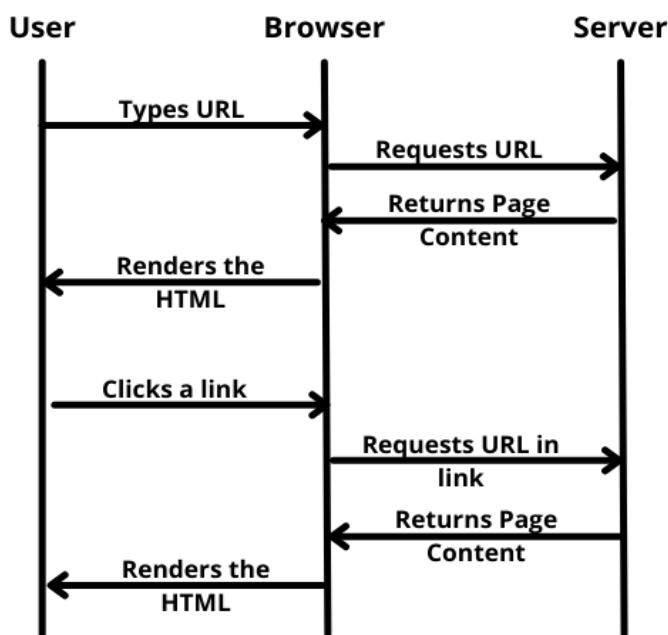 User
Browser
Server
Types URL
Requests URL
Returns Page
Content
Renders the
HTML
Clicks a link
Requests URL in
link
Returns Page
Content
Renders the
HTML